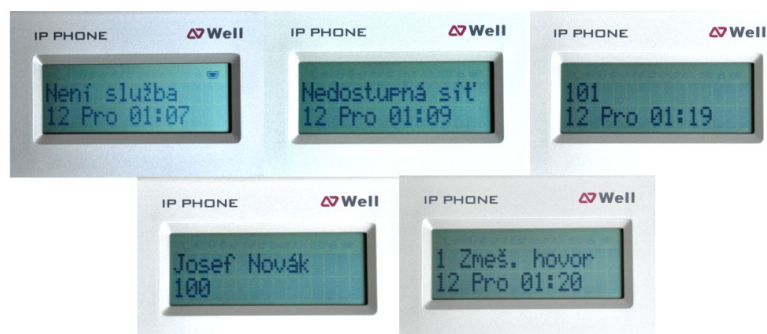 IP PHONE Well
Není služba
12 Pro 01:07
IP PHONE Well
Nedostupná síť
12 Pro 01:09
IP PHONE Well
101
12 Pro 01:19
IP PHONE Well
Josef Novák
100
IP PHONE Well
1 Zmeš. hovor
12 Pro 01:20